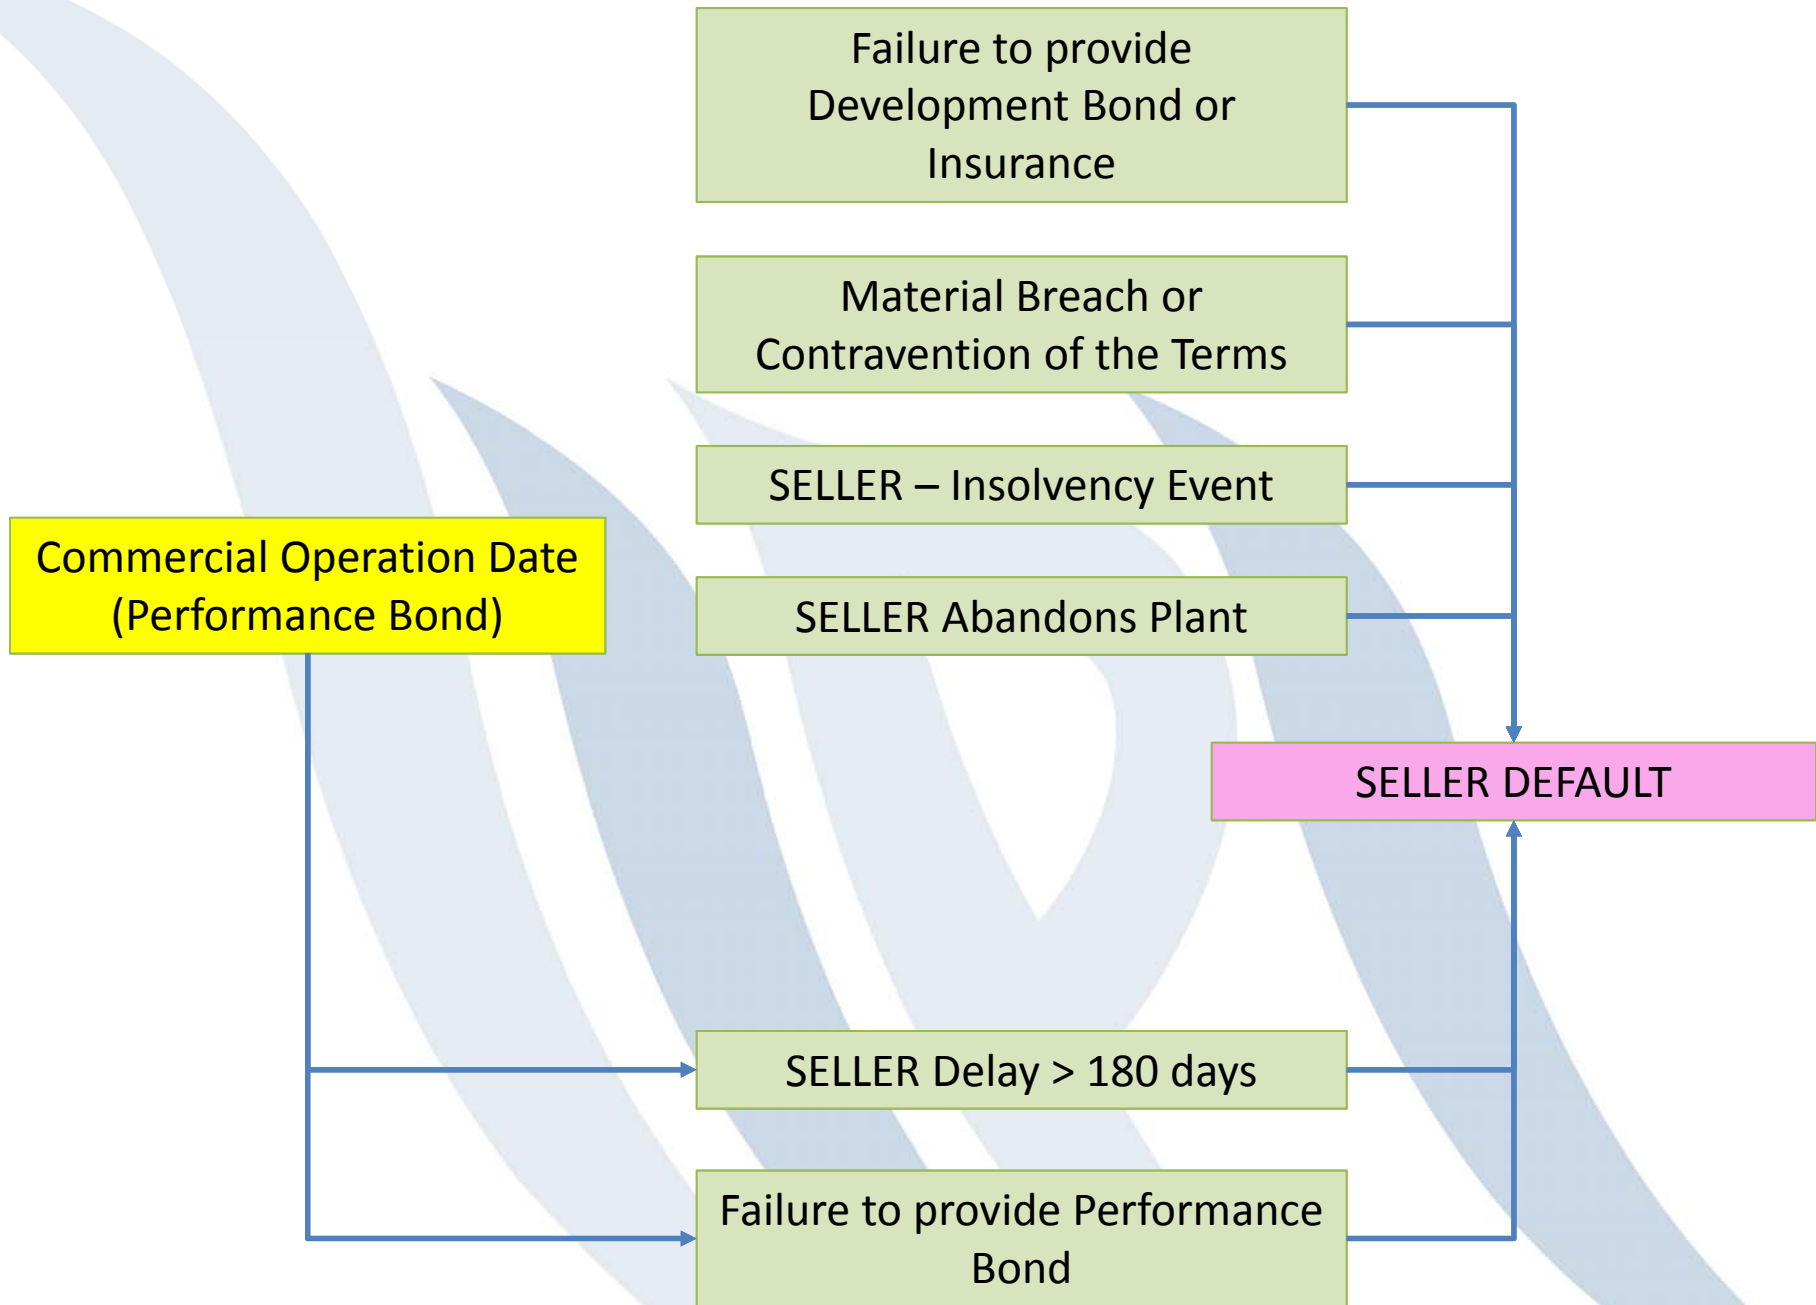 Failure to provide
Development Bond or
Insurance
Material Breach or
Contravention of the Terms
SELLER – Insolvency Event
Commercial Operation Date
(Performance Bond)
SELLER Abandons Plant
SELLER DEFAULT
SELLER Delay > 180 days
Failure to provide Performance
Bond